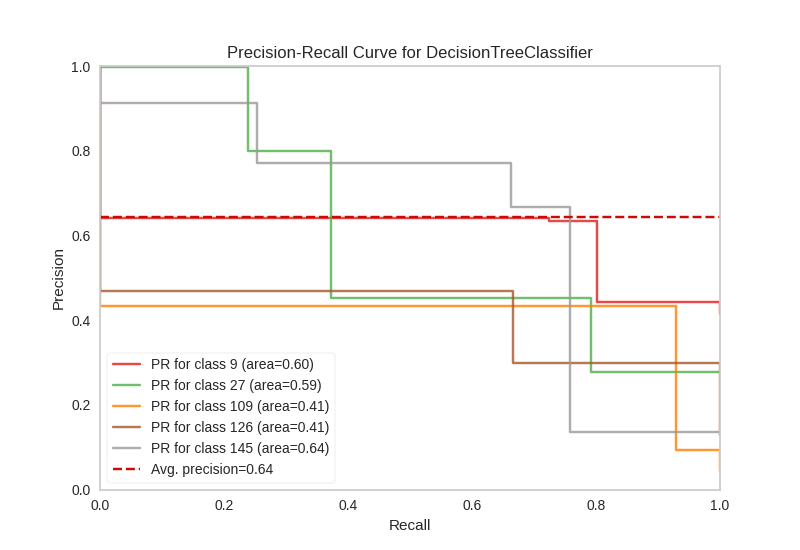 Precision-Recall Curve for DecisionTreeClassifier
1.0
0.8
0.6
0.4
0.2
0.0
Precision
PR for class 9 (area=0.60)
PR for class 27 (area=0.59)
PR for class 109 (area=0.41)
PR for class 126 (area=0.41)
PR for class 145 (area=0.64)
Avg. precision=0.64
0.0 0.2 0.4 0.6 0.8 1.0
Recall